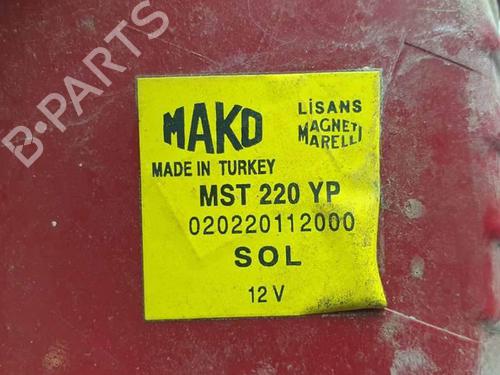 B-PARTS
MAKO
LİSANS
MAGNETI
MARELLI
MADE IN TURKEY
MST 220 YP
020220112000
SOL
12 V